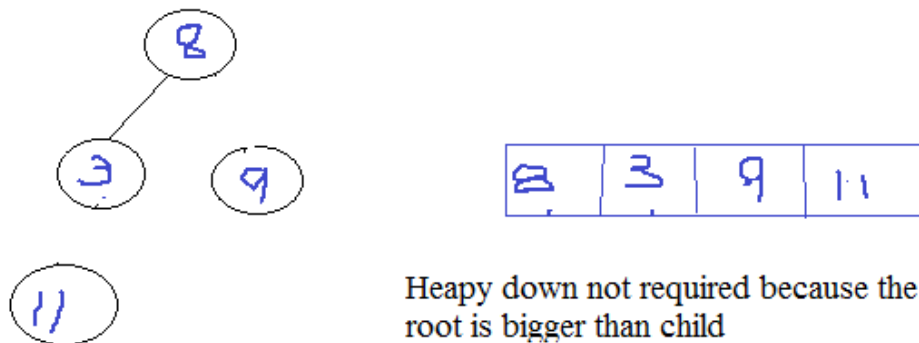 8
3 9
8 3 9 11
11
Heapy down not required because the
root is bigger than child